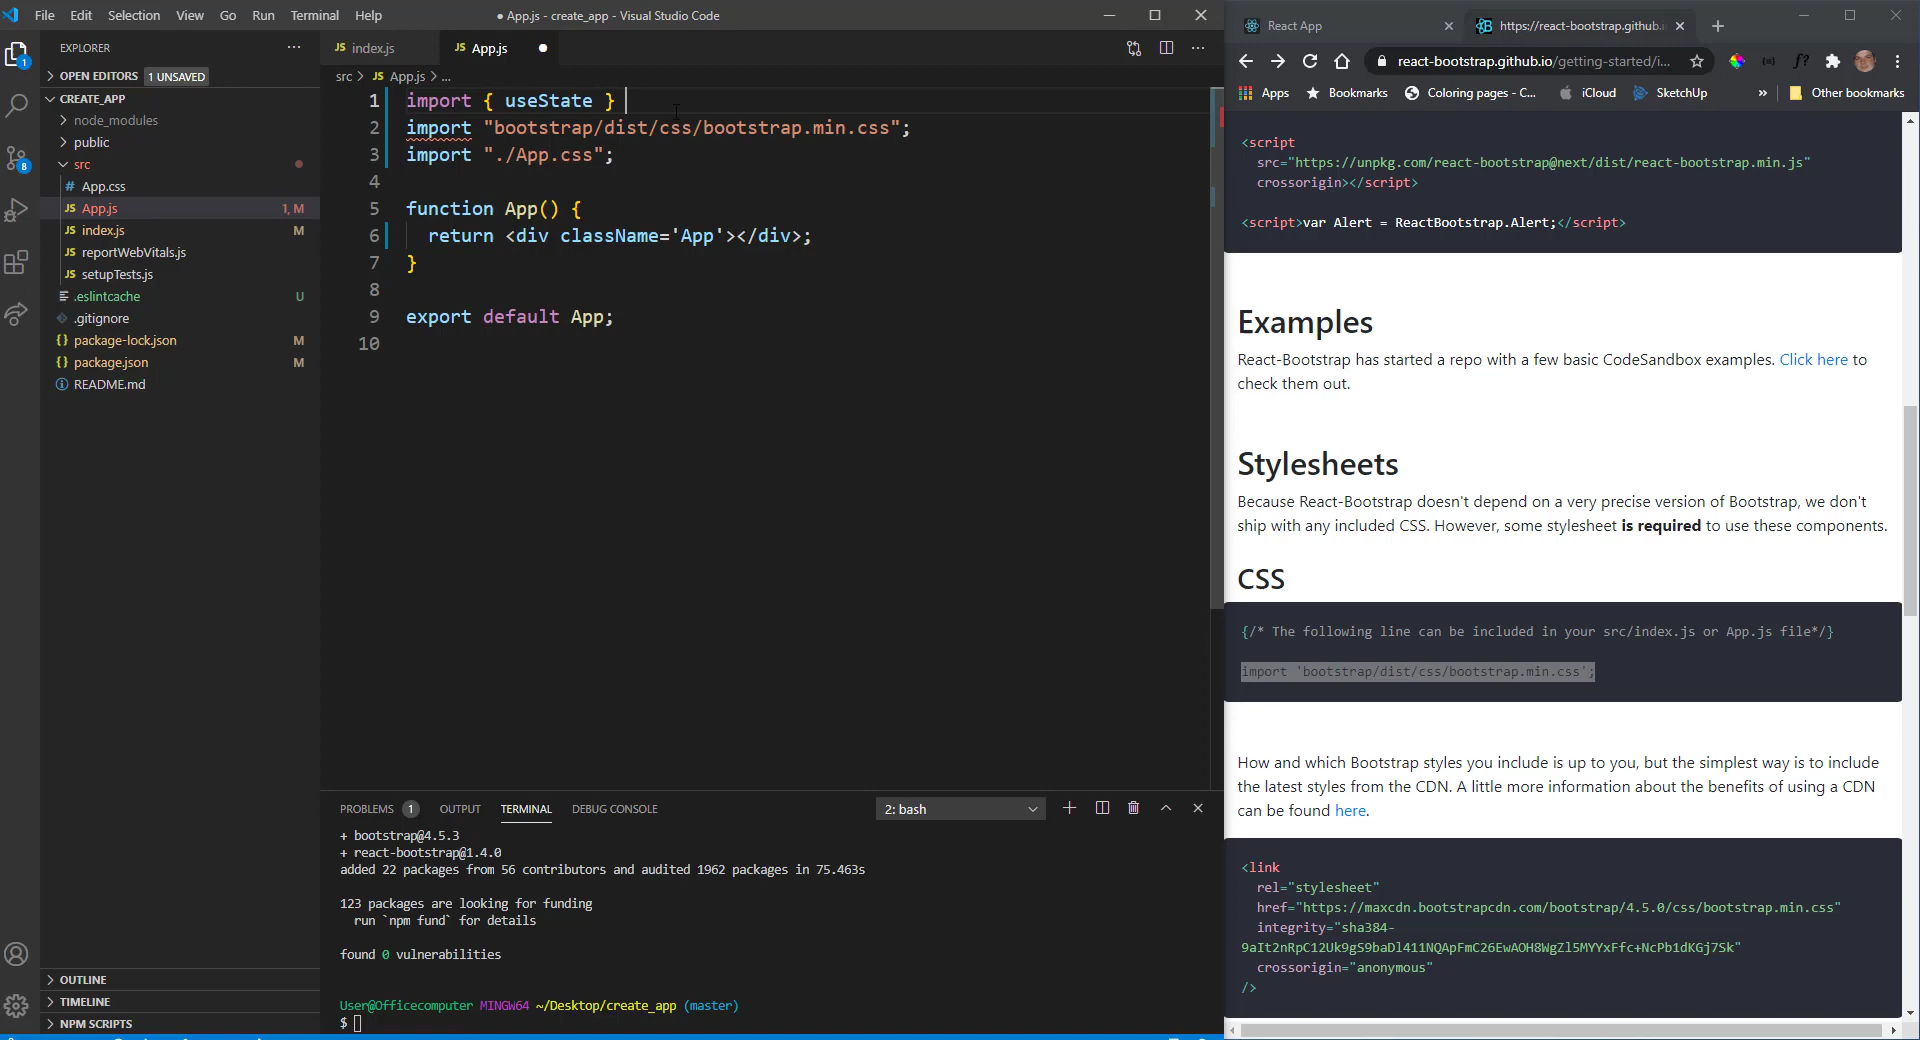 File Edit Selection View Go Run Terminal Help
● App.js - create_app - Visual Studio Code
EXPLORER
OPEN EDITORS 1 UNSAVED
CREATE_APP
node_modules
public
src
# App.css
JS App.js 1, M
JS index.js M
JS reportWebVitals.js
JS setupTests.js
.eslintcache U
.gitignore
{} package-lock.json M
{} package.json M
README.md
OUTLINE
TIMELINE
NPM SCRIPTS
1
8
JS index.js
JS App.js ●
src > JS App.js > ...
1 import { useState }
2 import "bootstrap/dist/css/bootstrap.min.css";
3 import "./App.css";
4
5 function App() {
6 return <div className='App'></div>;
7 }
8
9 export default App;
10
PROBLEMS 1 OUTPUT TERMINAL DEBUG CONSOLE
2: bash
+ bootstrap@4.5.3
+ react-bootstrap@1.4.0
added 22 packages from 56 contributors and audited 1962 packages in 75.463s
123 packages are looking for funding
run `npm fund` for details
found 0 vulnerabilities
User@Officecomputer MINGW64 ~/Desktop/create_app (master)
$
React App
https://react-bootstrap.github.i
react-bootstrap.github.io/getting-started/i...
Apps Bookmarks Coloring pages - C... iCloud SketchUp » Other bookmarks
<script
src="https://unpkg.com/react-bootstrap@next/dist/react-bootstrap.min.js"
crossorigin></script>
<script>var Alert = ReactBootstrap.Alert;</script>
Examples
React-Bootstrap has started a repo with a few basic CodeSandbox examples. Click here to
check them out.
Stylesheets
Because React-Bootstrap doesn't depend on a very precise version of Bootstrap, we don't
ship with any included CSS. However, some stylesheet is required to use these components.
CSS
{/* The following line can be included in your src/index.js or App.js file*/}
import 'bootstrap/dist/css/bootstrap.min.css';
How and which Bootstrap styles you include is up to you, but the simplest way is to include
the latest styles from the CDN. A little more information about the benefits of using a CDN
can be found here.
<link
rel="stylesheet"
href="https://maxcdn.bootstrapcdn.com/bootstrap/4.5.0/css/bootstrap.min.css"
integrity="sha384-
9aIt2nRpC12Uk9gS9baDl411NQApFmC26EwAOH8WgZl5MYYxFfc+NcPb1dKGj7Sk"
crossorigin="anonymous"
/>